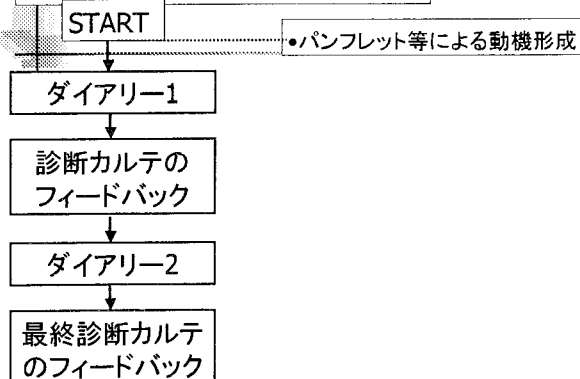 START
•パンフレット等による動機形成
ダイアリー1
診断カルテの
フィードバック
ダイアリー2
最終診断カルテ
のフィードバック